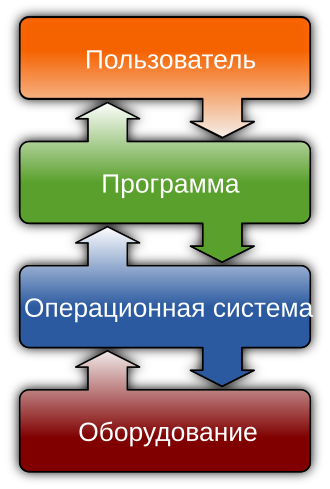 Пользователь
Программа
Операционная система
Оборудование